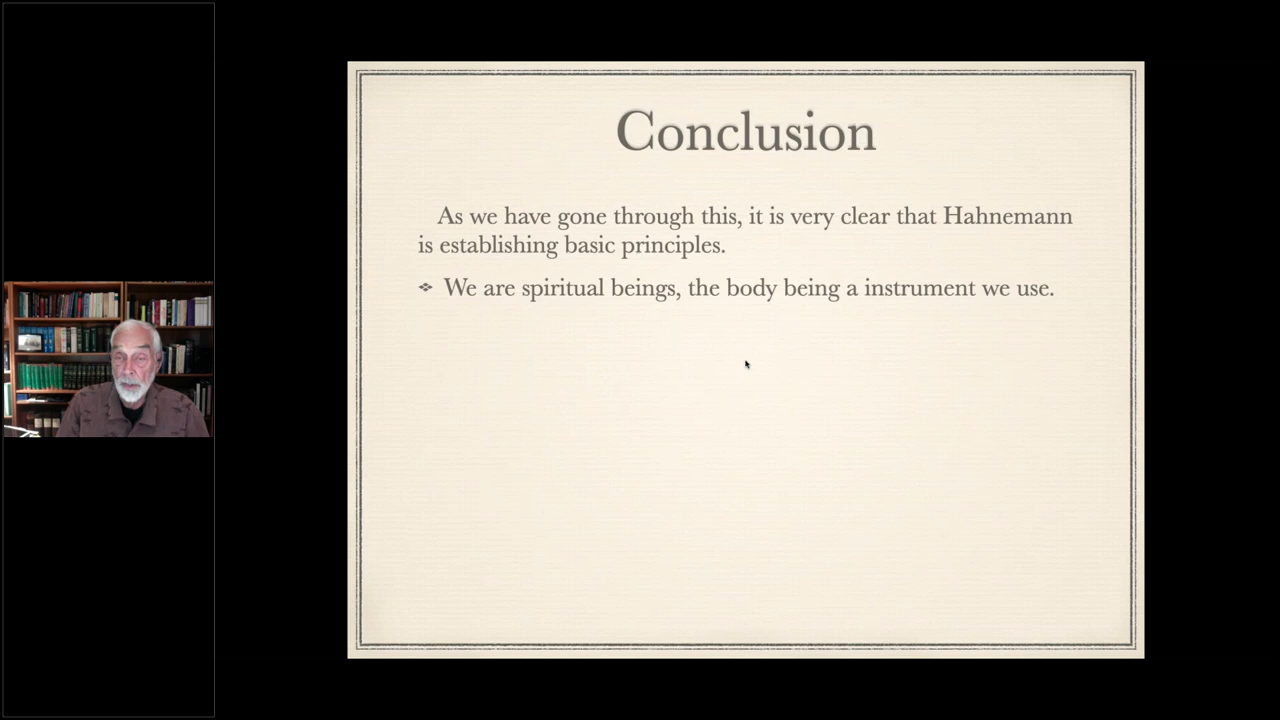 Conclusion
As we have gone through this, it is very clear that Hahnemann
is establishing basic principles.
❖ We are spiritual beings, the body being a instrument we use.